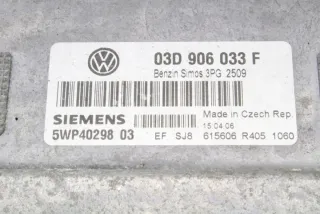 03D 906 033 F
Benzin Simos 3PG 2509
SIEMENS
Made in Czech Rep.
15.04.06
5WP40298 03
EF SJ8 615606 R405 1060